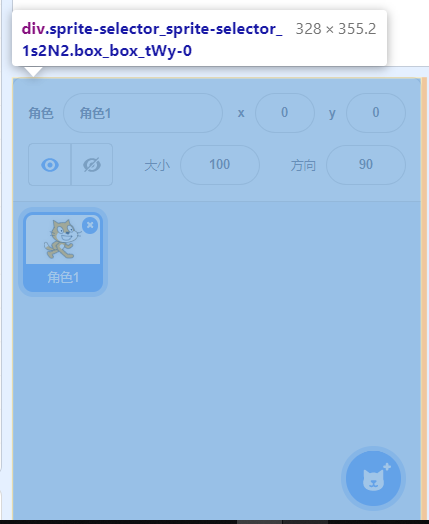 div.sprite-selector_sprite-selector_ 328 × 355.2
1s2N2.box_box_tWy-0
角色 角色1 x 0 y 0
大小 100 方向 90
角色1